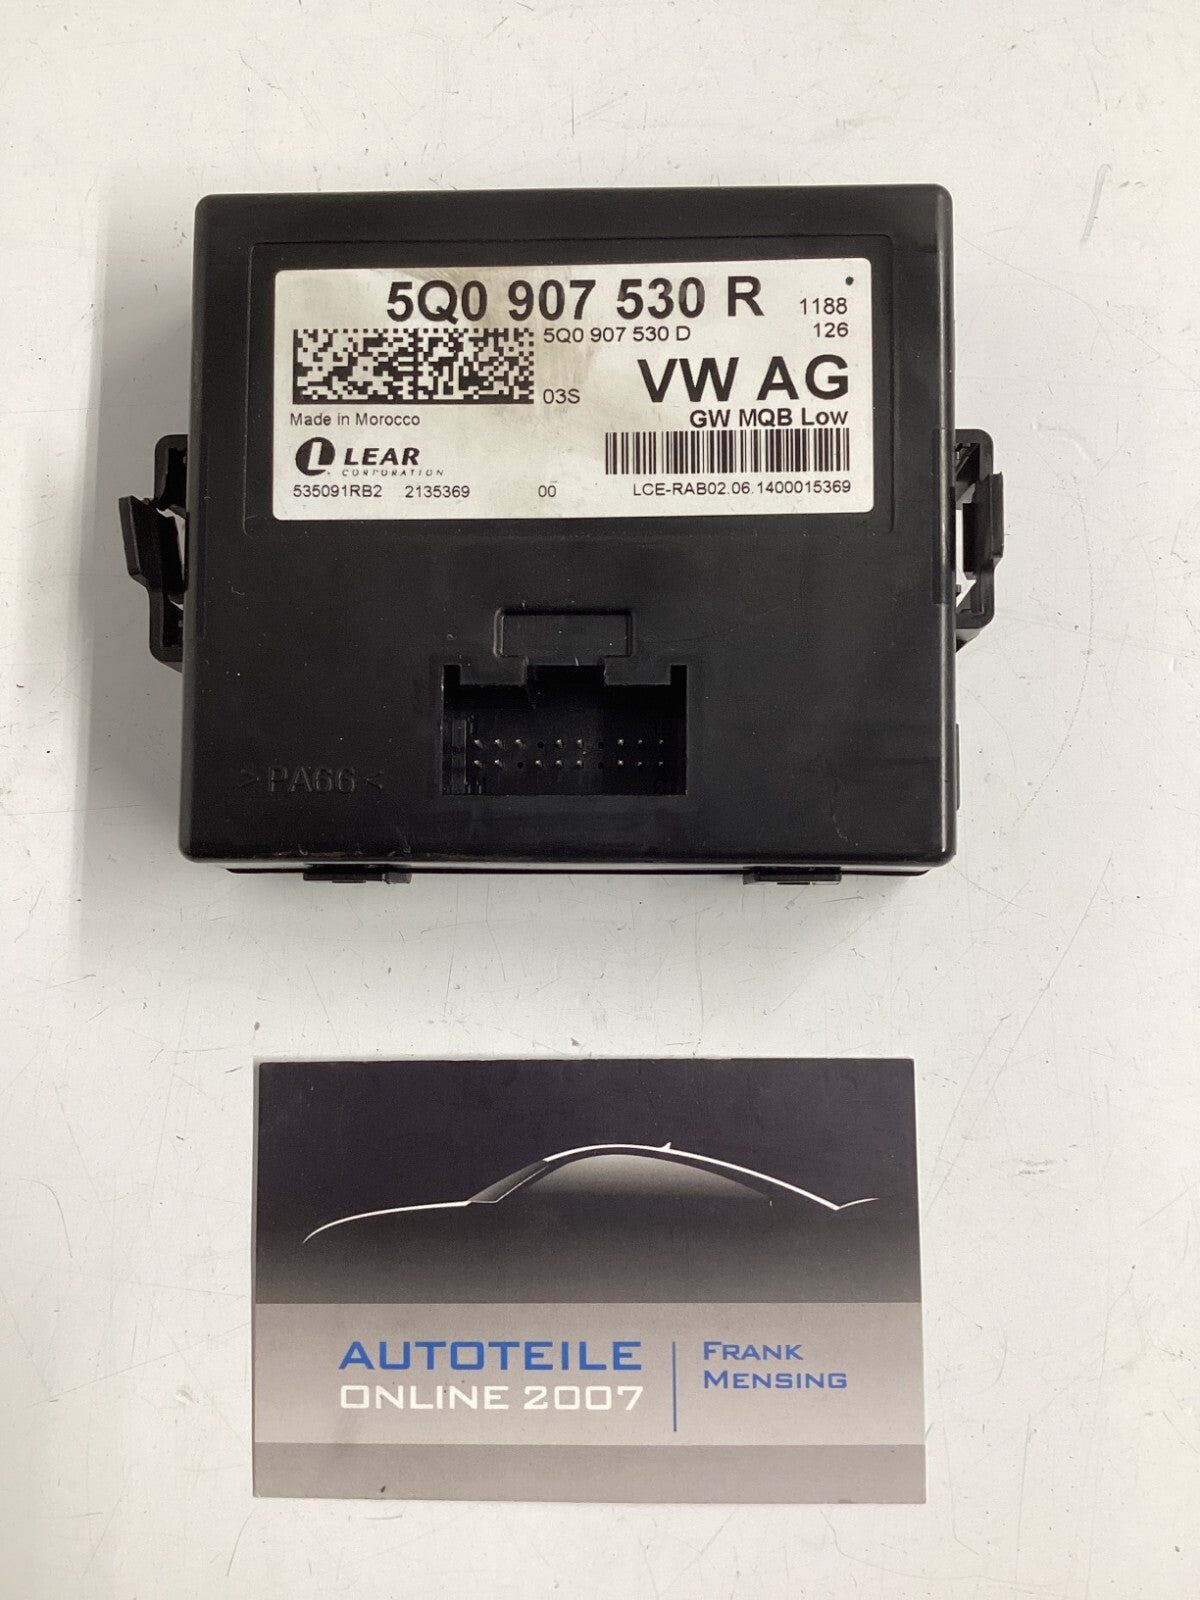 5Q0 907 530 R
1188
5Q0 907 530 D
126
VW AG
03S
Made in Morocco
GW MQB Low
LEAR
CORPORATION
535091RB2 2135369 00
LCE-RAB02.06.1400015369
>PA66<
AUTOTEILE
ONLINE 2007
FRANK
MENSING